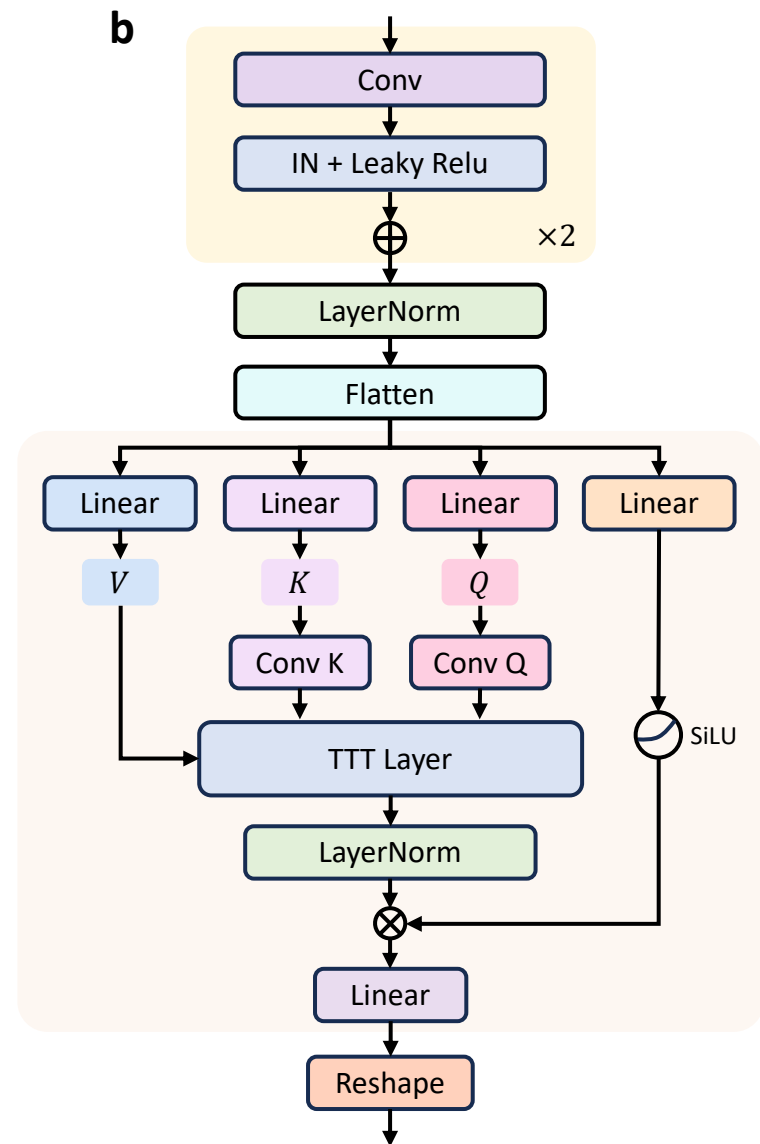 b
Conv
IN + Leaky Relu
×2
LayerNorm
Flatten
Linear
Linear
Linear
Linear
V
K
Q
Conv K
Conv Q
TTT Layer
SiLU
LayerNorm
Linear
Reshape